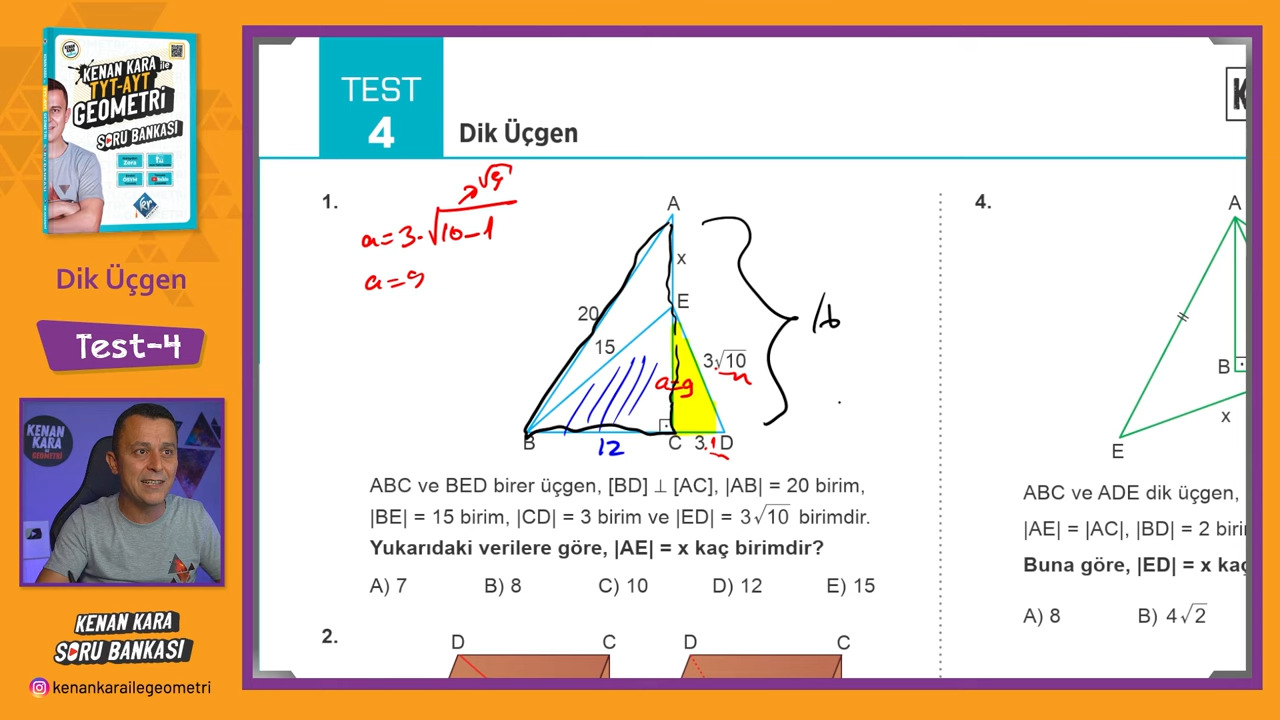 KENAN KARA ile
TYT-AYT
GEOMETRİ
SORU BANKASI
Dik Üçgen
Test-4
KENAN
KARA
GEOMETRİ
KENAN KARA
SORU BANKASI
kenankarailegeometri
TEST
4
Dik Üçgen
K
1.
a = 3·√10-1
√9
a = 9
A
x
E
20
15
3√10
a=9
16
B
12
C
3.1
D
ABC ve BED birer üçgen, [BD] ⊥ [AC], |AB| = 20 birim,
|BE| = 15 birim, |CD| = 3 birim ve |ED| = 3√10 birimdir.
Yukarıdaki verilere göre, |AE| = x kaç birimdir?
A) 7 B) 8 C) 10 D) 12 E) 15
2.
D C D C
4.
A
B
x
E
ABC ve ADE dik üçgen,
|AE| = |AC|, |BD| = 2 biri
Buna göre, |ED| = x kaç
A) 8 B) 4√2